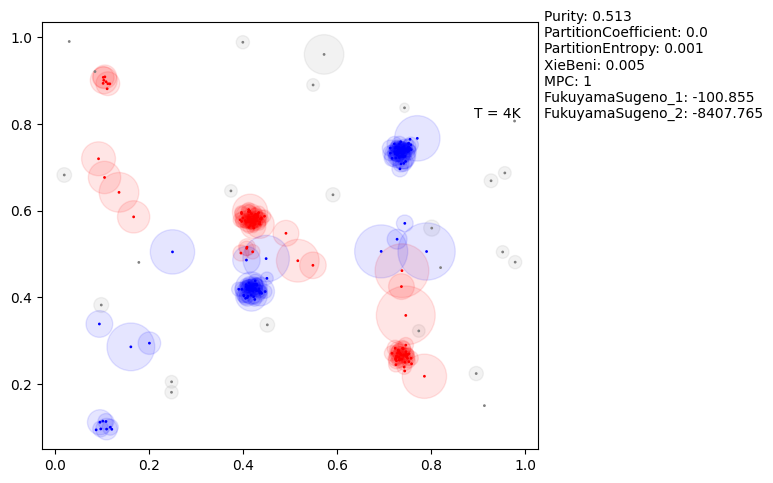 Purity: 0.513
PartitionCoefficient: 0.0
PartitionEntropy: 0.001
XieBeni: 0.005
MPC: 1
FukuyamaSugeno_1: -100.855
FukuyamaSugeno_2: -8407.765
T = 4K
1.0
0.8
0.6
0.4
0.2
0.0 0.2 0.4 0.6 0.8 1.0